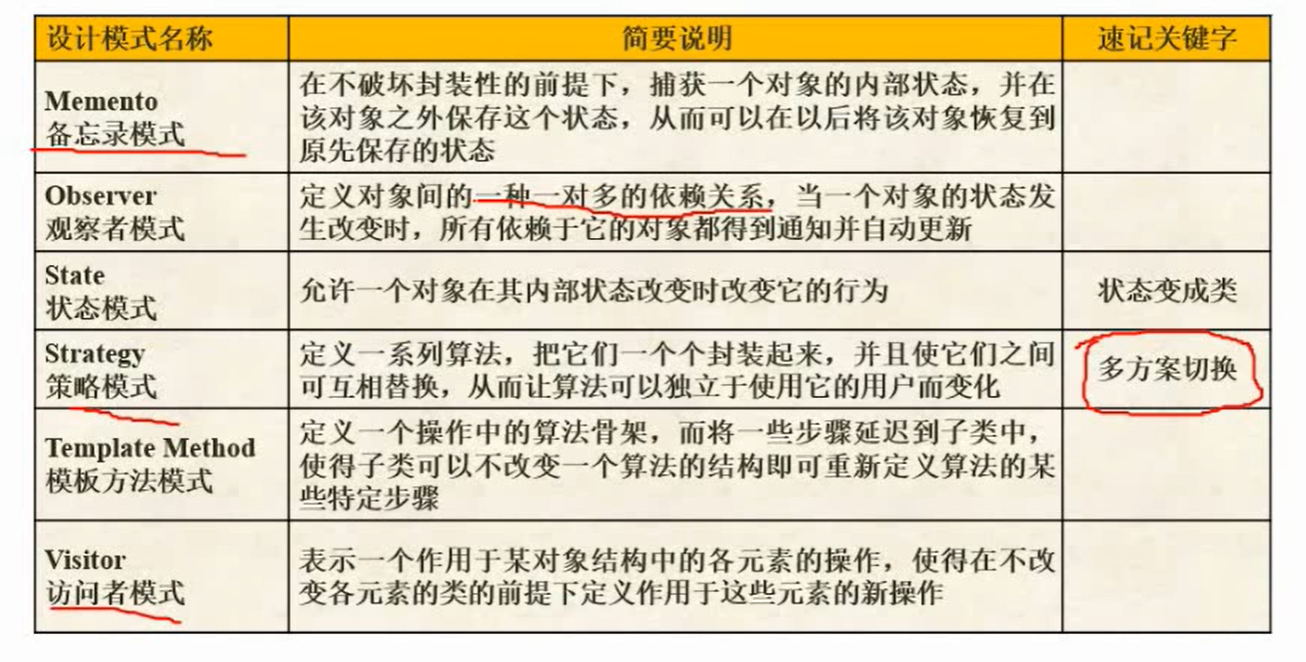 设计模式名称 简要说明 速记关键字
Memento
备忘录模式
在不破坏封装性的前提下，捕获一个对象的内部状态，并在
该对象之外保存这个状态，从而可以在以后将该对象恢复到
原先保存的状态
Observer
观察者模式
定义对象间的一种一对多的依赖关系，当一个对象的状态发
生改变时，所有依赖于它的对象都得到通知并自动更新
State
状态模式
允许一个对象在其内部状态改变时改变它的行为
状态变成类
Strategy
策略模式
定义一系列算法，把它们一个个封装起来，并且使它们之间
可互相替换，从而让算法可以独立于使用它的用户而变化
多方案切换
Template Method
模板方法模式
定义一个操作中的算法骨架，而将一些步骤延迟到子类中，
使得子类可以不改变一个算法的结构即可重新定义算法的某
些特定步骤
Visitor
访问者模式
表示一个作用于某对象结构中的各元素的操作，使得在不改
变各元素的类的前提下定义作用于这些元素的新操作